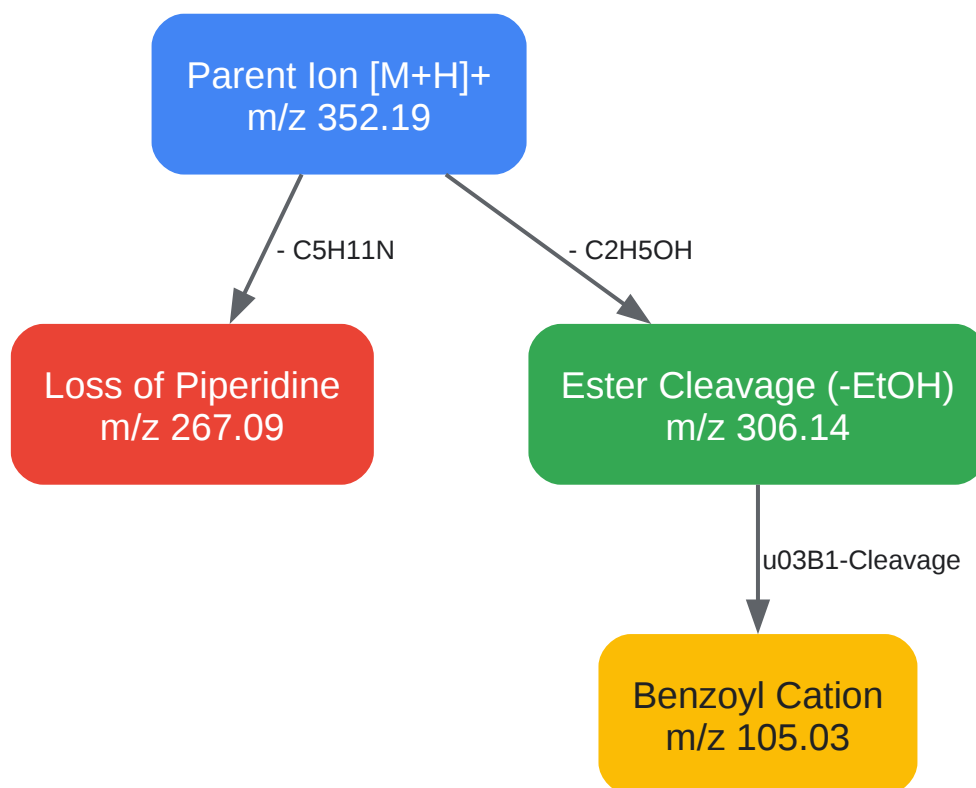 Parent Ion [M+H]+
m/z 352.19
- C5H11N
- C2H5OH
Loss of Piperidine
m/z 267.09
Ester Cleavage (-EtOH)
m/z 306.14
u03B1-Cleavage
Benzoyl Cation
m/z 105.03